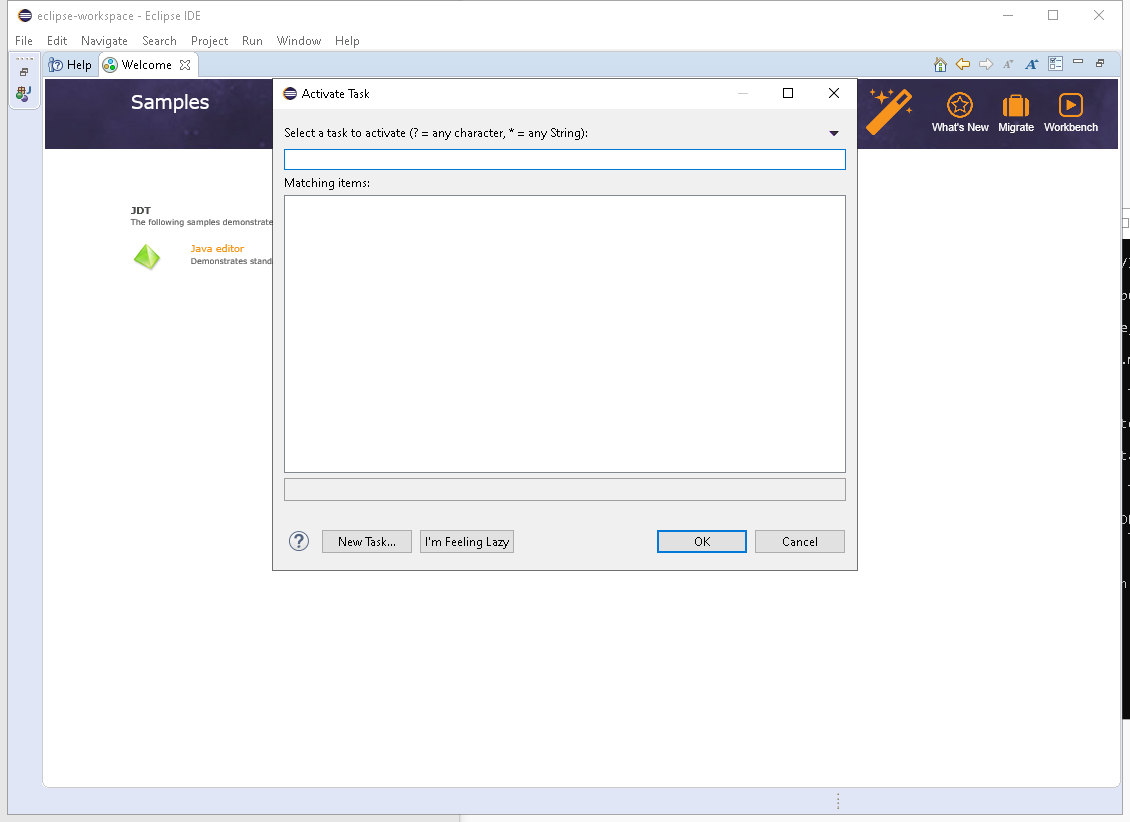 eclipse-workspace - Eclipse IDE
File Edit Navigate Search Project Run Window Help
Help Welcome
Samples
What's New Migrate Workbench
Activate Task
Select a task to activate (? = any character, * = any String):
Matching items:
JDT
The following samples demonstrate
Java editor
Demonstrates stand
? New Task... I'm Feeling Lazy OK Cancel